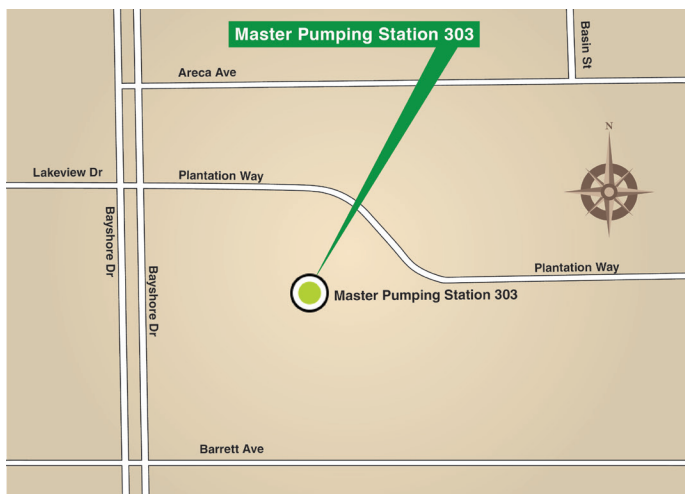 Master Pumping Station 303
Basin St
Areca Ave
N
Lakeview Dr
Plantation Way
Bayshore Dr
Bayshore Dr
Plantation Way
Master Pumping Station 303
Barrett Ave